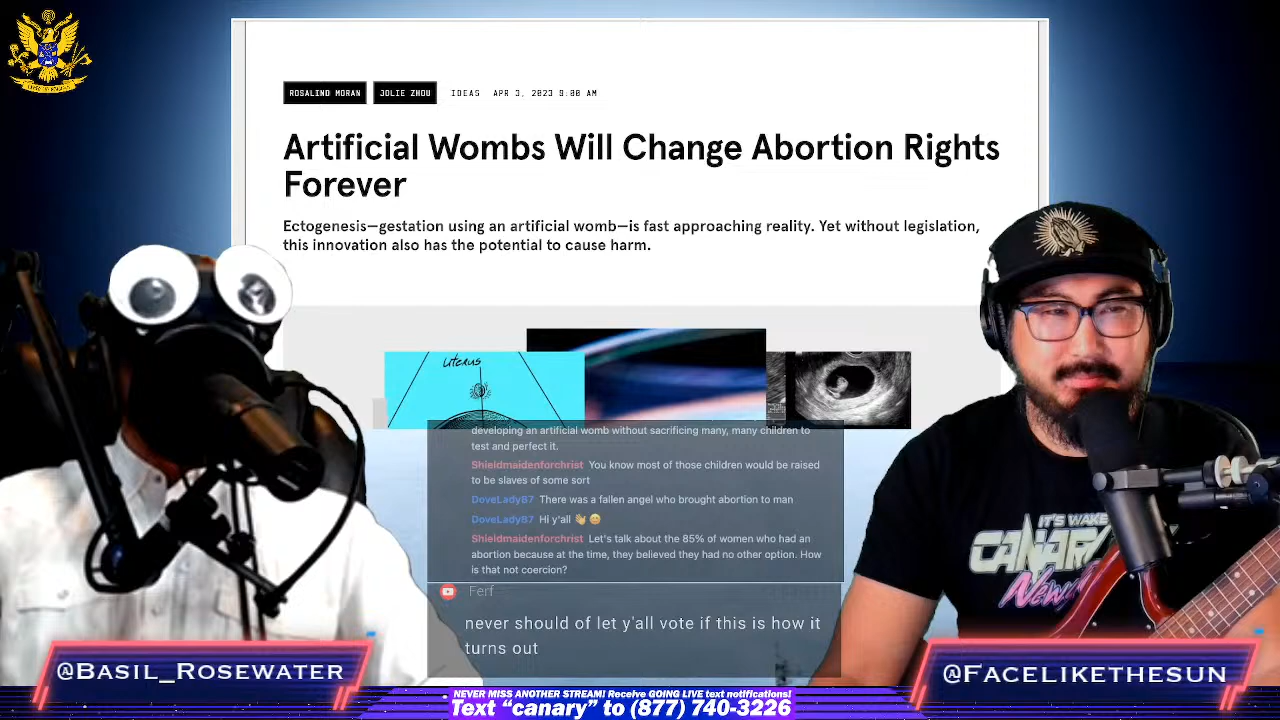 ROSALIND MORAN
JOLIE ZHOU
IDEAS
APR 3, 2023 9:00 AM
Artificial Wombs Will Change Abortion Rights
Forever
Ectogenesis—gestation using an artificial womb—is fast approaching reality. Yet without legislation,
this innovation also has the potential to cause harm.
Uterus
developing an artificial womb without sacrificing many, many children to
test and perfect it.
Shieldmaidenforchrist You know most of those children would be raised
to be slaves of some sort
DoveLady87 There was a fallen angel who brought abortion to man
DoveLady87 Hi y'all 👋 😊
Shieldmaidenforchrist Let's talk about the 85% of women who had an
abortion because at the time, they believed they had no other option. How
is that not coercion?
Ferf
never should of let y'all vote if this is how it
turns out
IT'S WAKE
CANARY
@BASIL_ROSEWATER
@FACELIKETHESUN
NEVER MISS ANOTHER STREAM! Receive GOING LIVE text notifications!
Text "canary" to (877) 740-3226